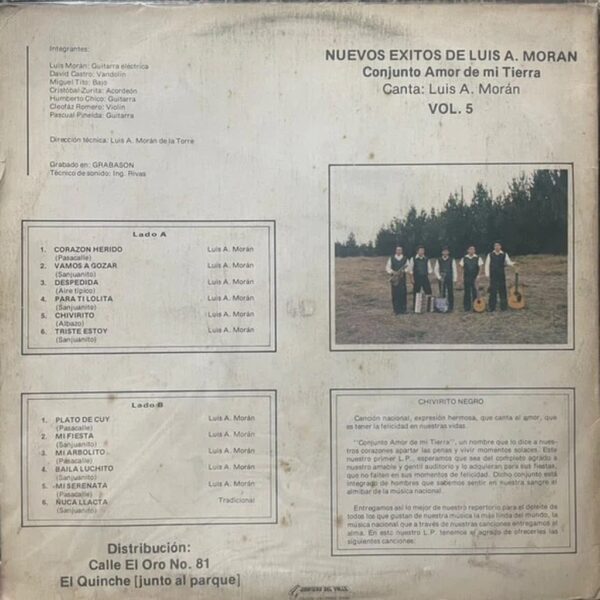 Integrantes:
Luis Morán: Guitarra eléctrica
David Castro: Vandolín
Miguel Tito: Bajo
Cristóbal Zurita: Acordeón
Humberto Chico: Guitarra
Cleofaz Romero: Violín
Pascual Pineida: Guitarra
Dirección técnica: Luis A. Morán de la Torre
Grabado en: GRABASON
Técnico de sonido: Ing. Rivas
NUEVOS EXITOS DE LUIS A. MORAN
Conjunto Amor de mi Tierra
Canta: Luis A. Morán
VOL. 5
Lado A
1. CORAZON HERIDO Luis A. Morán
(Pasacalle)
2. VAMOS A GOZAR Luis A. Morán
(Sanjuanito)
3. DESPEDIDA Luis A. Morán
(Aire típico)
4. PARA TI LOLITA Luis A. Morán
(Sanjuanito)
5. CHIVIRITO Luis A. Morán
(Albazo)
6. TRISTE ESTOY Luis A. Morán
(Sanjuanito)
Lado B
1. PLATO DE CUY Luis A. Morán
(Pasacalle)
2. MI FIESTA Luis A. Morán
(Sanjuanito)
3. MI ARBOLITO Luis A. Morán
(Pasacalle)
4. BAILA LUCHITO Luis A. Morán
(Sanjuanito)
5. MI SERENATA Luis A. Morán
(Pasacalle)
6. ÑUCA LLACTA Tradicional
(Sanjuanito)
Distribución:
Calle El Oro No. 81
El Quinche [junto al parque]
CHIVIRITO NEGRO
Canción nacional, expresión hermosa, que canta al amor, que
es tener la felicidad en nuestras vidas.
"Conjunto Amor de mi Tierra", un nombre que lo dice a nues-
tros corazones apartar las penas y vivir momentos solaces. Este
nuestro primer L.P., esperamos que sea del completo agrado a
nuestro amable y gentil auditorio y lo adquieran para sus fiestas,
que no falten en sus momentos de felicidad. Dicho conjunto está
integrado de hombres que sabemos sentir en nuestra sangre el
almíbar de la música nacional.
Entregamos así lo mejor de nuestro repertorio para el deleite de
todos los que gustan de nuestra música la más linda del mundo, la
música nacional que a través de nuestras canciones entregamos el
alma. En este nuestro L.P. tenemos el agrado de ofrecerles las
siguientes canciones: